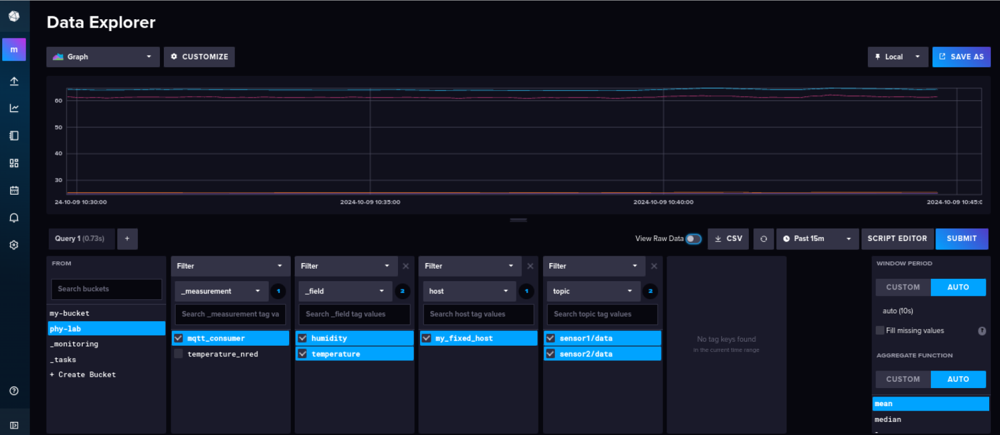 Data Explorer
m
Graph
CUSTOMIZE
Local
SAVE AS
60
50
40
30
24-10-09 10:30:00
2024-10-09 10:35:00
2024-10-09 10:40:00
2024-10-09 10:45:0
Query 1 (0.73s)
+
View Raw Data
CSV
Past 15m
SCRIPT EDITOR
SUBMIT
FROM
Search buckets
my-bucket
phy-lab
_monitoring
_tasks
+ Create Bucket
Filter
_measurement
1
Search _measurement tag va
mqtt_consumer
temperature_nred
Filter
_field
2
Search _field tag values
humidity
temperature
Filter
host
1
Search host tag values
my_fixed_host
Filter
topic
2
Search topic tag values
sensor1/data
sensor2/data
No tag keys found
in the current time range
WINDOW PERIOD
CUSTOM
AUTO
auto (10s)
Fill missing values
?
AGGREGATE FUNCTION
CUSTOM
AUTO
mean
median